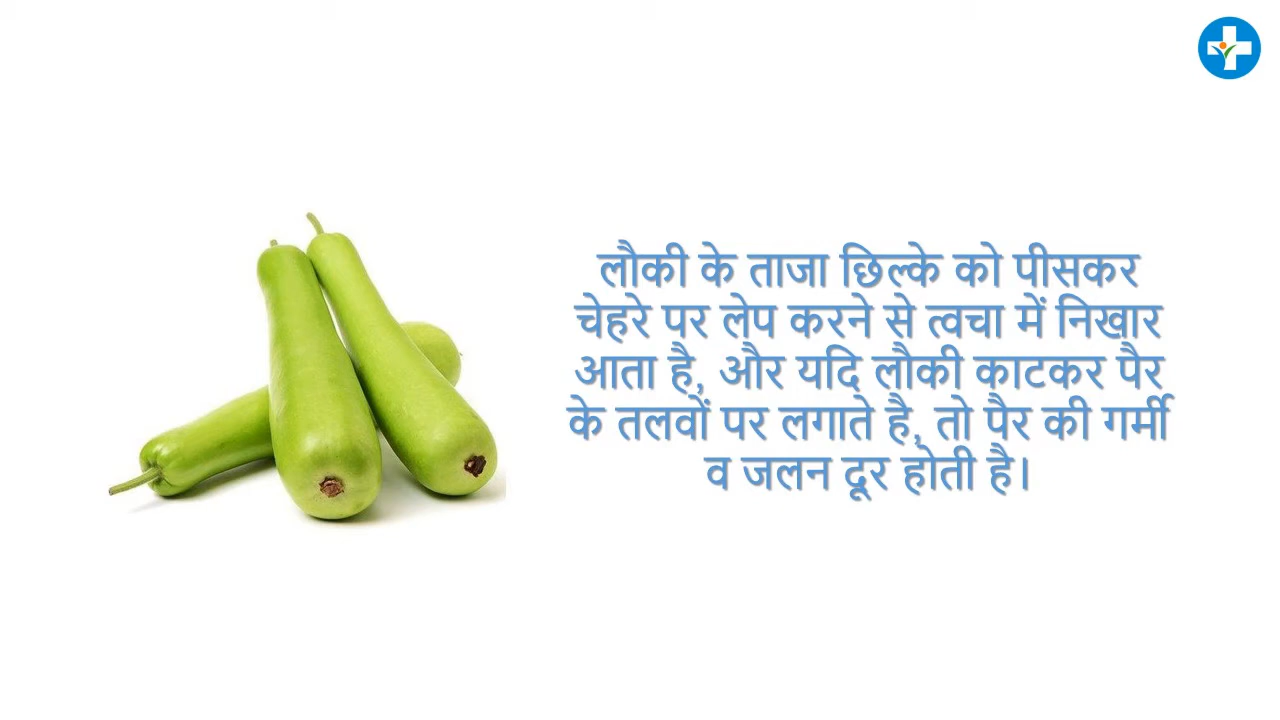 लौकी के ताजा छिल्के को पीसकर
चेहरे पर लेप करने से त्वचा में निखार
आता है, और यदि लौकी काटकर पैर
के तलवों पर लगाते है, तो पैर की गर्मी
व जलन दूर होती है।